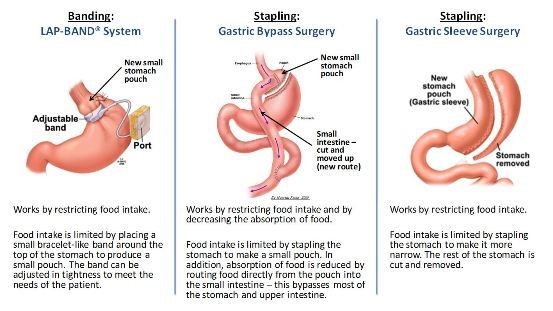 Banding:
LAP-BAND® System
New small
stomach
pouch
Adjustable
band
Port
Works by restricting food intake.
Food intake is limited by placing a
small bracelet-like band around the
top of the stomach to produce a
small pouch. The band can be
adjusted in tightness to meet the
needs of the patient.
Stapling:
Gastric Bypass Surgery
New small
stomach
pouch
Esophagus
Pouch
Small
intestine
Stomach
Small
intestine –
cut and
moved up
(new route)
Works by restricting food intake and by
decreasing the absorption of food.
Food intake is limited by stapling the
stomach to make a small pouch. In
addition, absorption of food is reduced by
routing food directly from the pouch into
the small intestine – this bypasses most of
the stomach and upper intestine.
Stapling:
Gastric Sleeve Surgery
New
stomach
pouch
(Gastric sleeve)
Stomach
removed
Works by restricting food intake.
Food intake is limited by stapling
the stomach to make it more
narrow. The rest of the stomach is
cut and removed.